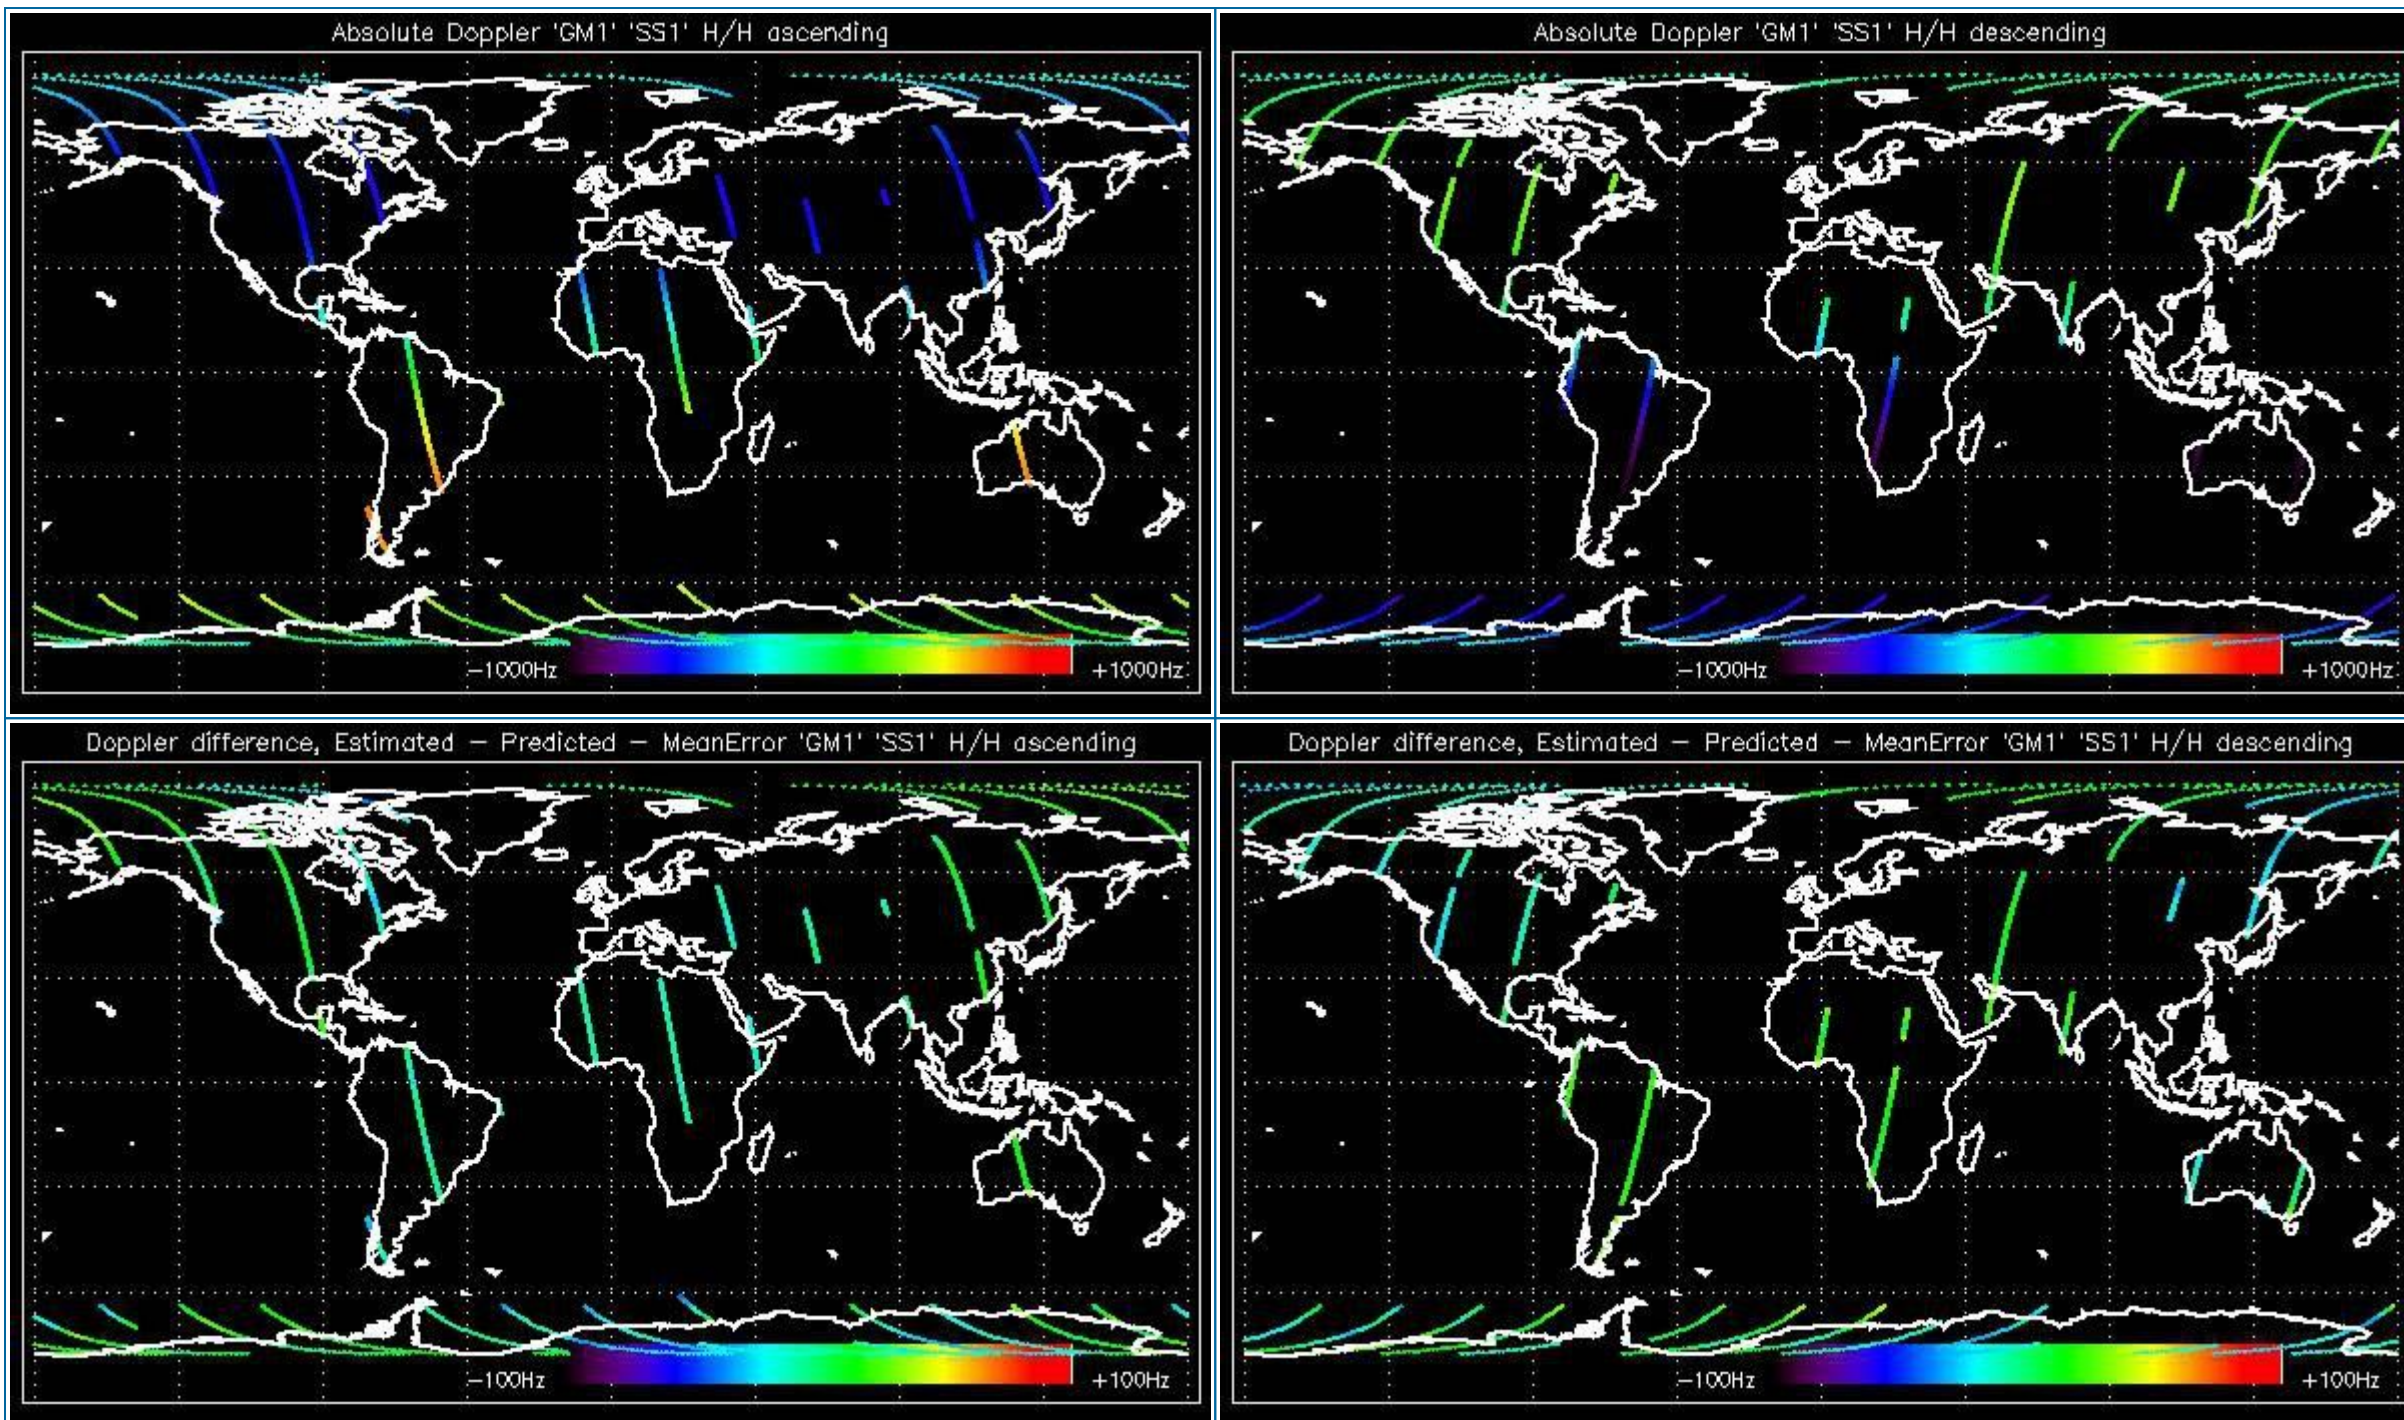 Absolute Doppler 'GM1' 'SS1' H/H ascending
-1000Hz
+1000Hz
Absolute Doppler 'GM1' 'SS1' H/H descending
-1000Hz
+1000Hz
Doppler difference, Estimated - Predicted - MeanError 'GM1' 'SS1' H/H ascending
-100Hz
+100Hz
Doppler difference, Estimated - Predicted - MeanError 'GM1' 'SS1' H/H descending
-100Hz
+100Hz